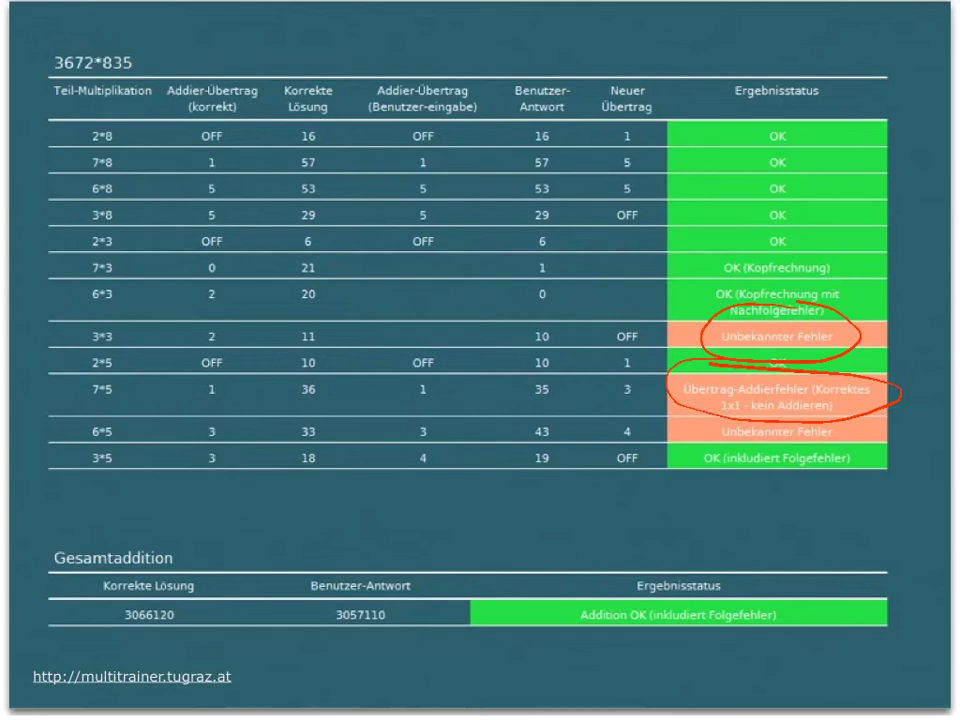 3672*835
Teil-Multiplikation Addier-Übertrag Korrekte Addier-Übertrag Benutzer- Neuer Ergebnisstatus
(korrekt) Lösung (Benutzer-eingabe) Antwort Übertrag
2*8 OFF 16 OFF 16 1 OK
7*8 1 57 1 57 5 OK
6*8 5 53 5 53 5 OK
3*8 5 29 5 29 OFF OK
2*3 OFF 6 OFF 6 OK
7*3 0 21 1 OK (Kopfrechnung)
6*3 2 20 0 OK (Kopfrechnung mit
Nachfolgefehler)
3*3 2 11 10 OFF Unbekannter Fehler
2*5 OFF 10 OFF 10 1 OK
7*5 1 36 1 35 3 Übertrag-Addierfehler (Korrektes
1x1 - kein Addieren)
6*5 3 33 3 43 4 Unbekannter Fehler
3*5 3 18 4 19 OFF OK (inkludiert Folgefehler)
Gesamtaddition
Korrekte Lösung Benutzer-Antwort Ergebnisstatus
3066120 3057110 Addition OK (inkludiert Folgefehler)
http://multitrainer.tugraz.at